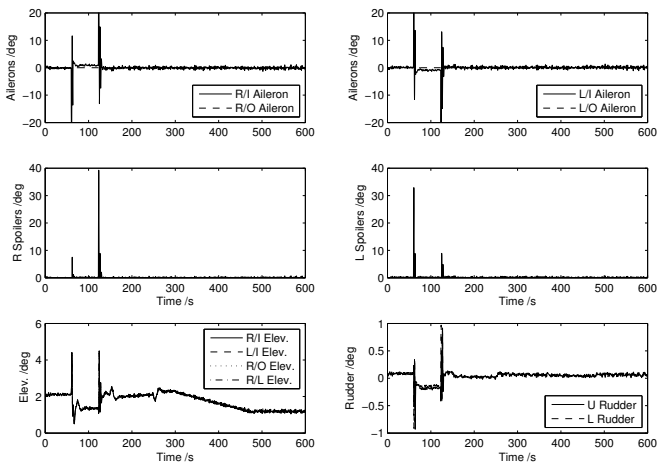 20
10
0
−10
−20
Ailerons /deg
R/I Aileron
R/O Aileron
0 100 200 300 400 500 600
20
10
0
−10
−20
Ailerons /deg
L/I Aileron
L/O Aileron
0 100 200 300 400 500 600
40
30
20
10
0
R Spoilers /deg
0 100 200 300 400 500 600
Time /s
40
30
20
10
0
L Spoilers /deg
0 100 200 300 400 500 600
Time /s
6
4
2
0
Elev. /deg
R/I Elev.
L/I Elev.
R/O Elev.
R/L Elev.
0 100 200 300 400 500 600
Time /s
1
0.5
0
−0.5
−1
Rudder /deg
U Rudder
L Rudder
0 100 200 300 400 500 600
Time /s